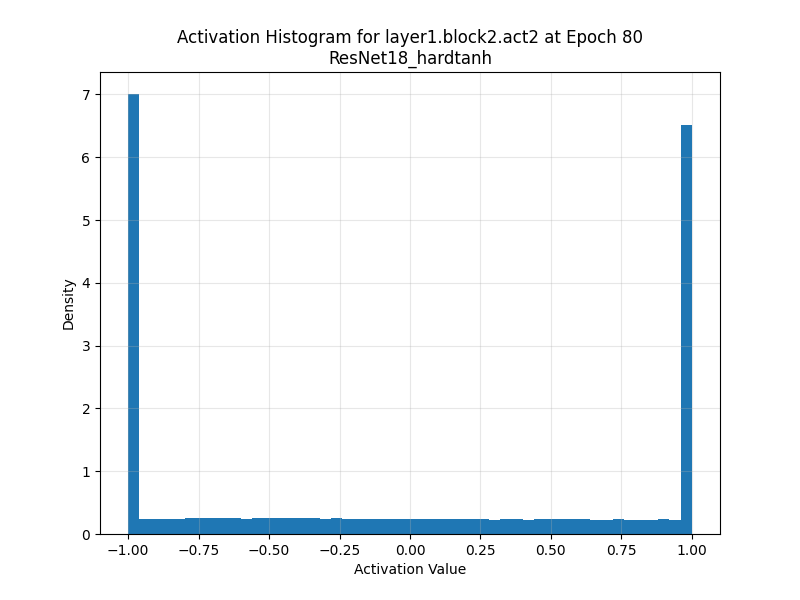 Activation Histogram for layer1.block2.act2 at Epoch 80
ResNet18_hardtanh
7
6
5
4
3
2
1
0
Density
−1.00 −0.75 −0.50 −0.25 0.00 0.25 0.50 0.75 1.00
Activation Value